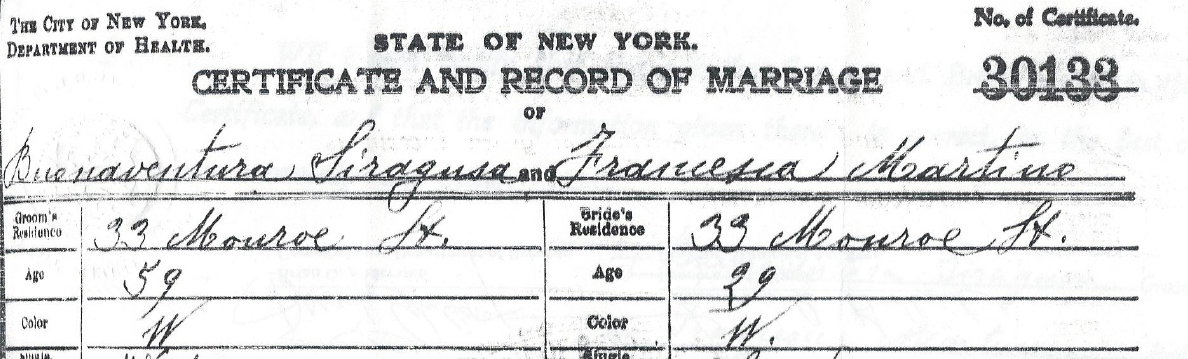 THE CITY OF NEW YORK.
DEPARTMENT OF HEALTH.
No. of Certificate.
STATE OF NEW YORK.
CERTIFICATE AND RECORD OF MARRIAGE
30133
OF
Buenaventura Siragusa and Francesca Martino
Groom's Residence 33 Monroe St. Bride's Residence 33 Monroe St.
Age 59 Age 29
Color W Color W.
Single Single